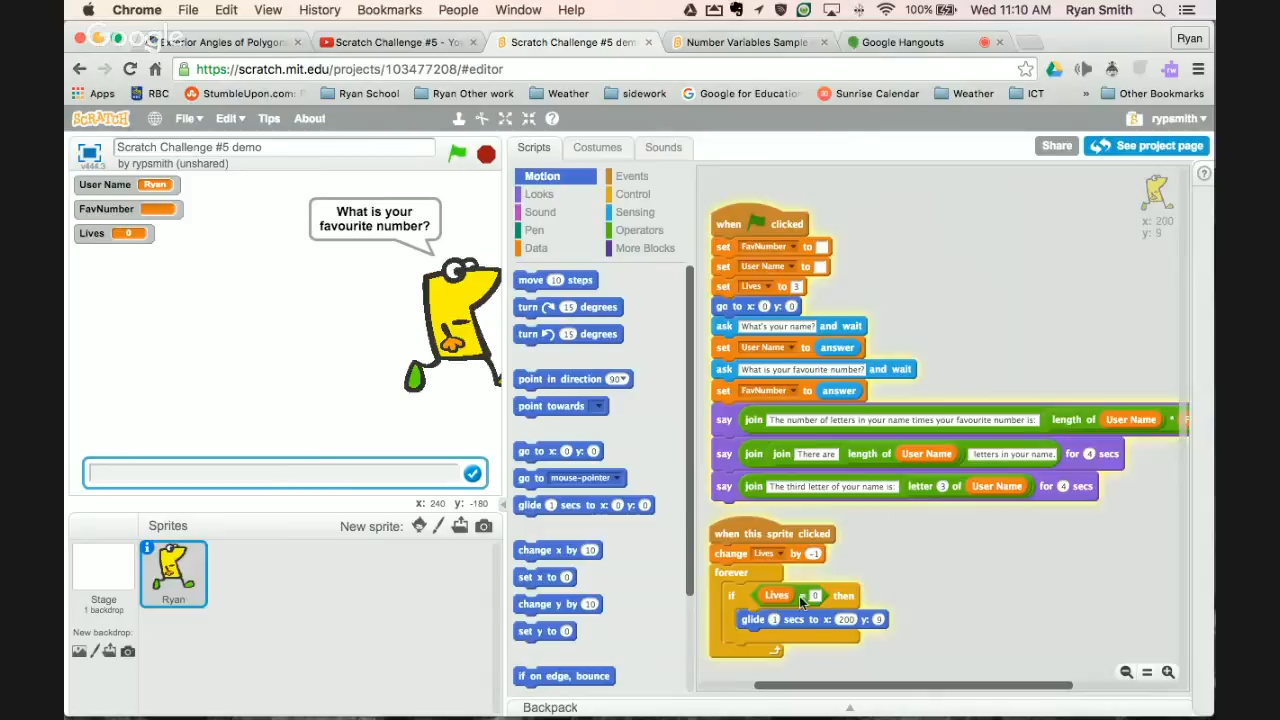 Chrome File Edit View History Bookmarks People Window Help 100% Wed 11:10 AM Ryan Smith
Google
Exterior Angles of Polygon
Scratch Challenge #5 - Yo
Scratch Challenge #5 dem
Number Variables Sample
Google Hangouts
Ryan
https://scratch.mit.edu/projects/103477208/#editor
Apps RBC StumbleUpon.com: Ryan School Ryan Other work Weather sidework Google for Education Sunrise Calendar Weather ICT » Other Bookmarks
SCRATCH File Edit Tips About rypsmith
Scratch Challenge #5 demo
by rypsmith (unshared)
v444.3
Scripts Costumes Sounds
Share See project page
User Name Ryan
FavNumber
Lives 0
What is your
favourite number?
x: 240 y: -180
Sprites New sprite:
Stage
1 backdrop
New backdrop:
Ryan
Motion Events
Looks Control
Sound Sensing
Pen Operators
Data More Blocks
move 10 steps
turn 15 degrees
turn 15 degrees
point in direction 90
point towards
go to x: 0 y: 0
go to mouse-pointer
glide 1 secs to x: 0 y: 0
change x by 10
set x to 0
change y by 10
set y to 0
if on edge, bounce
x: 200
y: 9
when clicked
set FavNumber to
set User Name to
set Lives to 3
go to x: 0 y: 0
ask What's your name? and wait
set User Name to answer
ask What is your favourite number? and wait
set FavNumber to answer
say join The number of letters in your name times your favourite number is: length of User Name *
say join join There are length of User Name letters in your name. for 4 secs
say join The third letter of your name is: letter 3 of User Name for 4 secs
when this sprite clicked
change Lives by -1
forever
if Lives = 0 then
glide 1 secs to x: 200 y: 9
Backpack